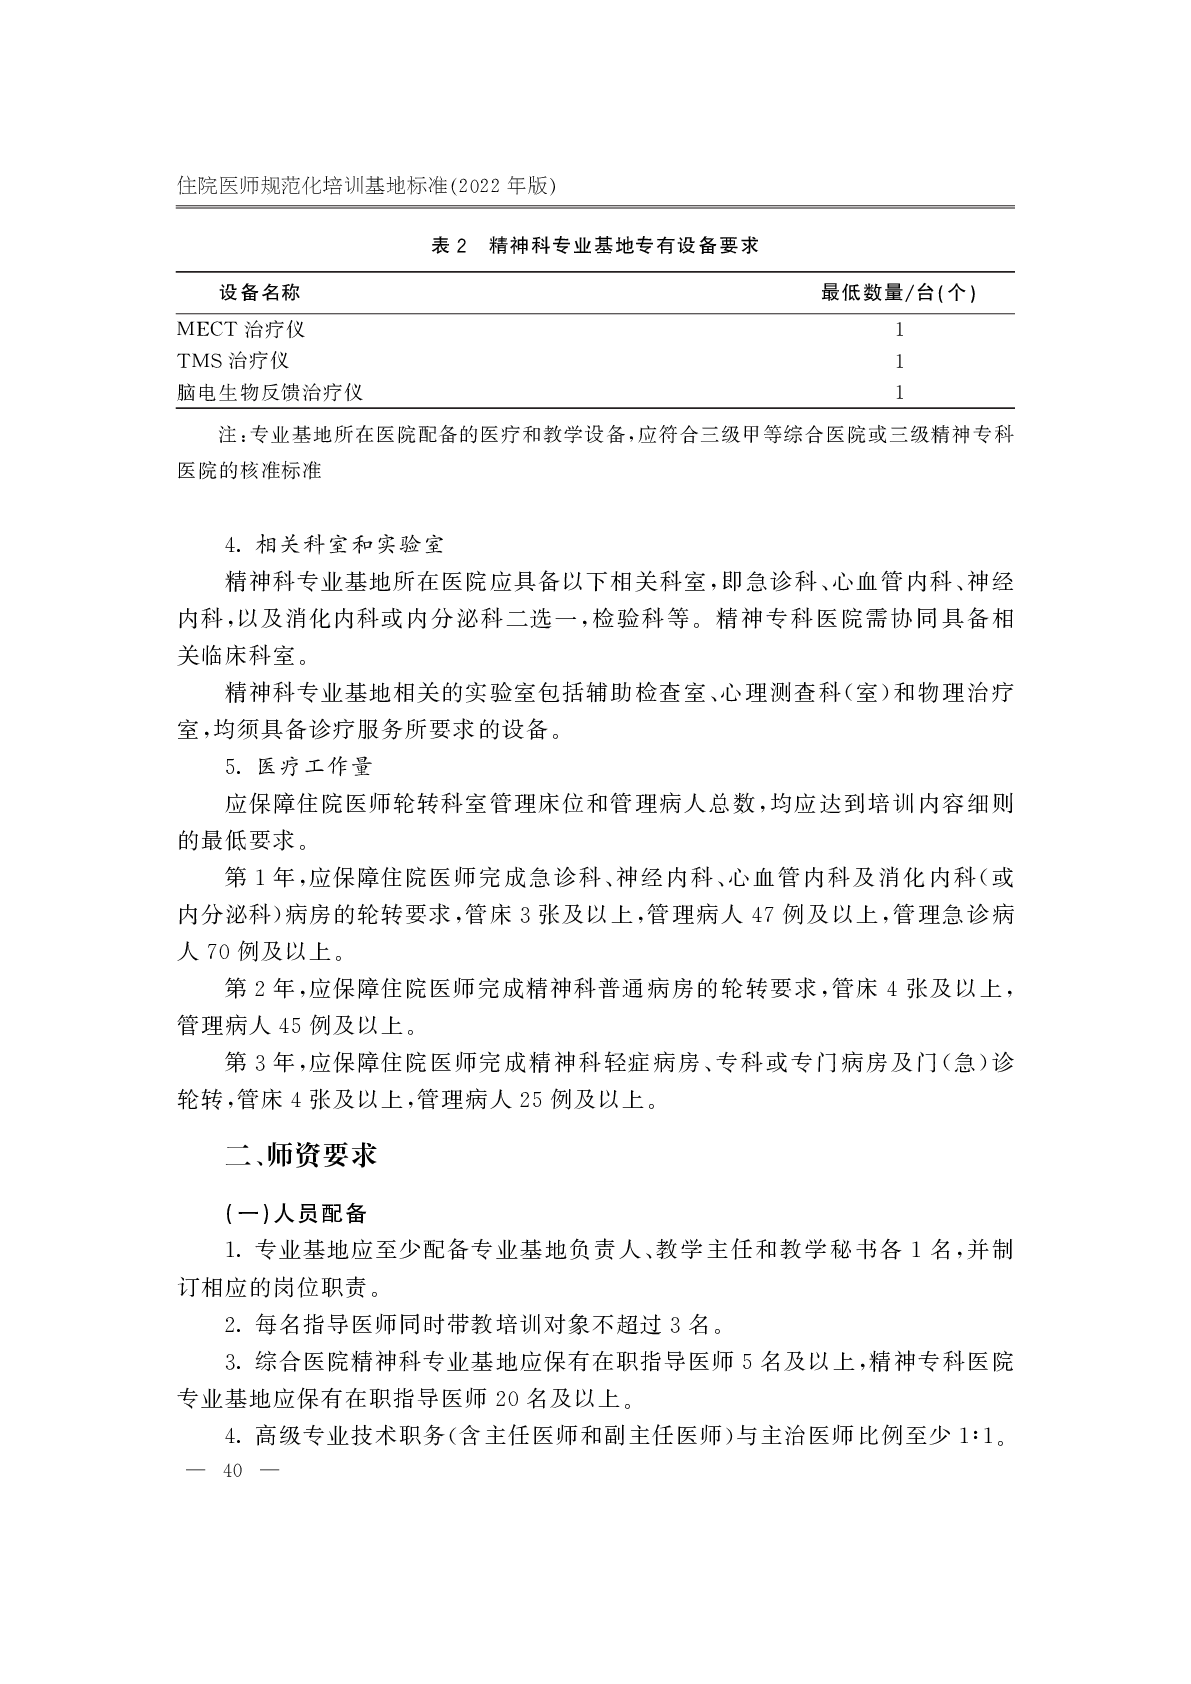 住院医师规范化培训基地标准(2022 年版)
表 2 精神科专业基地专有设备要求
设备名称 最低数量/台(个)
MECT 治疗仪 1
TMS 治疗仪 1
脑电生物反馈治疗仪 1
注:专业基地所在医院配备的医疗和教学设备,应符合三级甲等综合医院或三级精神专科
医院的核准标准
4. 相关科室和实验室
精神科专业基地所在医院应具备以下相关科室,即急诊科、心血管内科、神经
内科,以及消化内科或内分泌科二选一,检验科等。精神专科医院需协同具备相
关临床科室。
精神科专业基地相关的实验室包括辅助检查室、心理测查科(室)和物理治疗
室,均须具备诊疗服务所要求的设备。
5. 医疗工作量
应保障住院医师轮转科室管理床位和管理病人总数,均应达到培训内容细则
的最低要求。
第 1 年,应保障住院医师完成急诊科、神经内科、心血管内科及消化内科(或
内分泌科)病房的轮转要求,管床 3 张及以上,管理病人 47 例及以上,管理急诊病
人 70 例及以上。
第 2 年,应保障住院医师完成精神科普通病房的轮转要求,管床 4 张及以上,
管理病人 45 例及以上。
第 3 年,应保障住院医师完成精神科轻症病房、专科或专门病房及门(急)诊
轮转,管床 4 张及以上,管理病人 25 例及以上。
二、师资要求
(一)人员配备
1. 专业基地应至少配备专业基地负责人、教学主任和教学秘书各 1 名,并制
订相应的岗位职责。
2. 每名指导医师同时带教培训对象不超过 3 名。
3. 综合医院精神科专业基地应保有在职指导医师 5 名及以上,精神专科医院
专业基地应保有在职指导医师 20 名及以上。
4. 高级专业技术职务(含主任医师和副主任医师)与主治医师比例至少 1∶1。
— 40 —